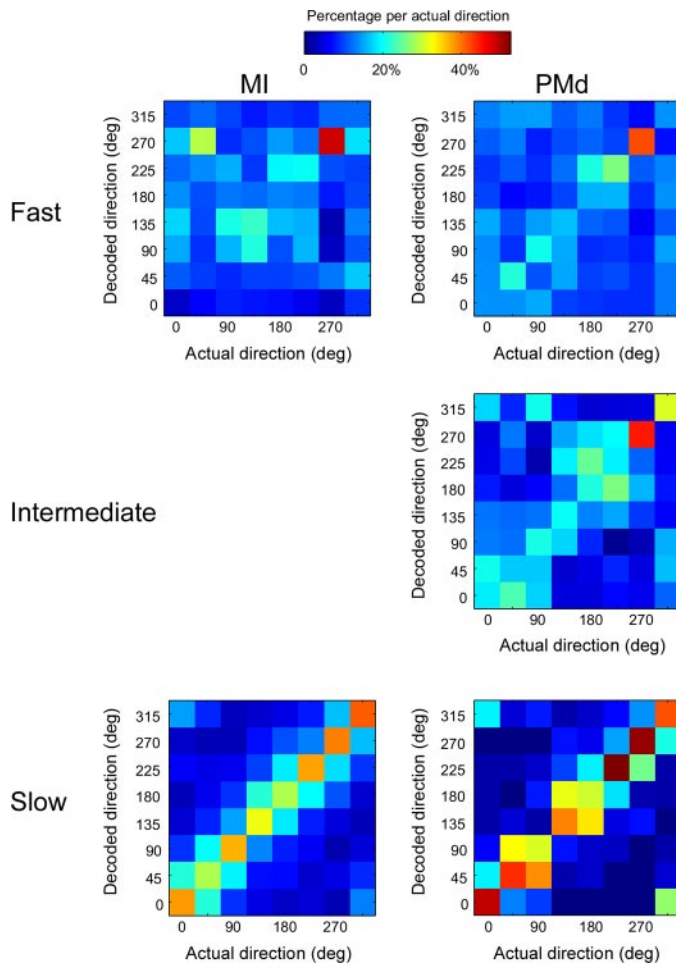 Percentage per actual direction
0 20% 40%
MI PMd
Fast
Decoded direction (deg)
315
270
225
180
135
90
45
0
0 90 180 270
Actual direction (deg)
Decoded direction (deg)
315
270
225
180
135
90
45
0
0 90 180 270
Actual direction (deg)
Intermediate
Decoded direction (deg)
315
270
225
180
135
90
45
0
0 90 180 270
Actual direction (deg)
Slow
Decoded direction (deg)
315
270
225
180
135
90
45
0
0 90 180 270
Actual direction (deg)
Decoded direction (deg)
315
270
225
180
135
90
45
0
0 90 180 270
Actual direction (deg)